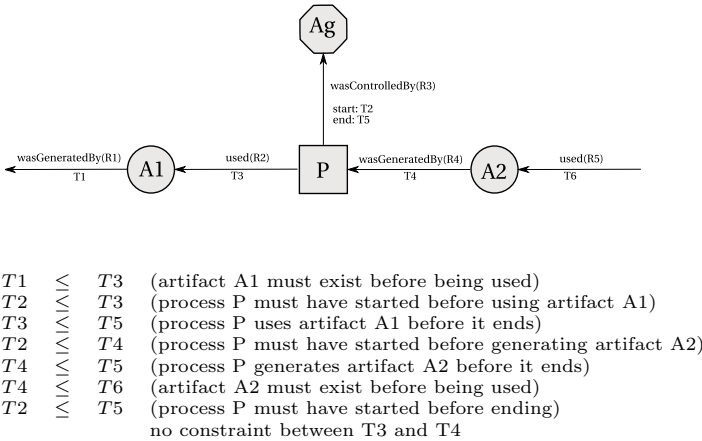 Ag
wasControlledBy(R3)
start: T2
end: T5
wasGeneratedBy(R1)
T1
A1
used(R2)
T3
P
wasGeneratedBy(R4)
T4
A2
used(R5)
T6
T1 ≤ T3 (artifact A1 must exist before being used)
T2 ≤ T3 (process P must have started before using artifact A1)
T3 ≤ T5 (process P uses artifact A1 before it ends)
T2 ≤ T4 (process P must have started before generating artifact A2)
T4 ≤ T5 (process P generates artifact A2 before it ends)
T4 ≤ T6 (artifact A2 must exist before being used)
T2 ≤ T5 (process P must have started before ending)
no constraint between T3 and T4